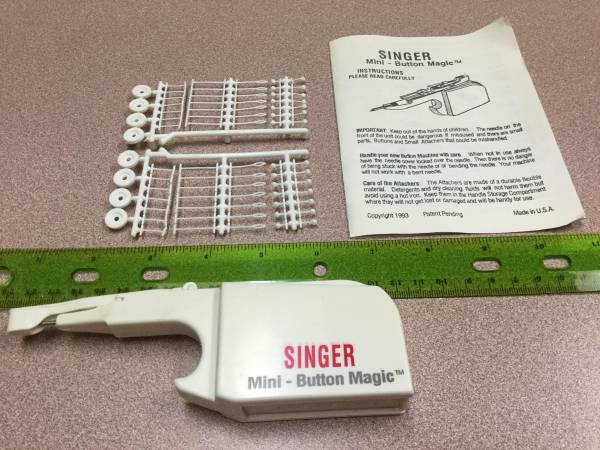 SINGER
Mini - Button Magic™
INSTRUCTIONS
PLEASE READ CAREFULLY
IMPORTANT: Keep out of the hands of children. The needle on the
front of the unit could be dangerous if misused and there are small
parts, Buttons and Small Attachers that could be mishandled.
Handle your new Button Machine with care. When not in use always
have the needle cover locked over the needle. Then there is no danger
of being stuck with the needle or of bending the needle. Your machine
will not work with a bent needle.
Care of the Attachers: The Attachers are made of a durable flexible
material. Detergents and dry cleaning fluids will not harm them but
avoid using a hot iron. Keep them in the Handle Storage Compartment
where they will not get lost or damaged and will be handy for use.
Copyright 1993 Patent Pending Made in U.S.A.
SINGER
Mini - Button Magic™